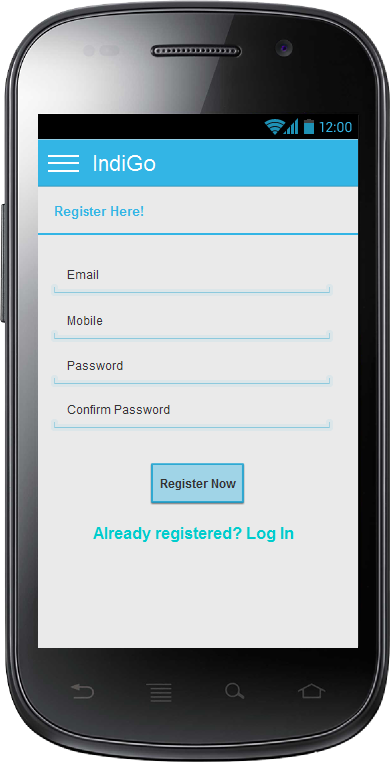 12:00
IndiGo
Register Here!
Email
Mobile
Password
Confirm Password
Register Now
Already registered? Log In